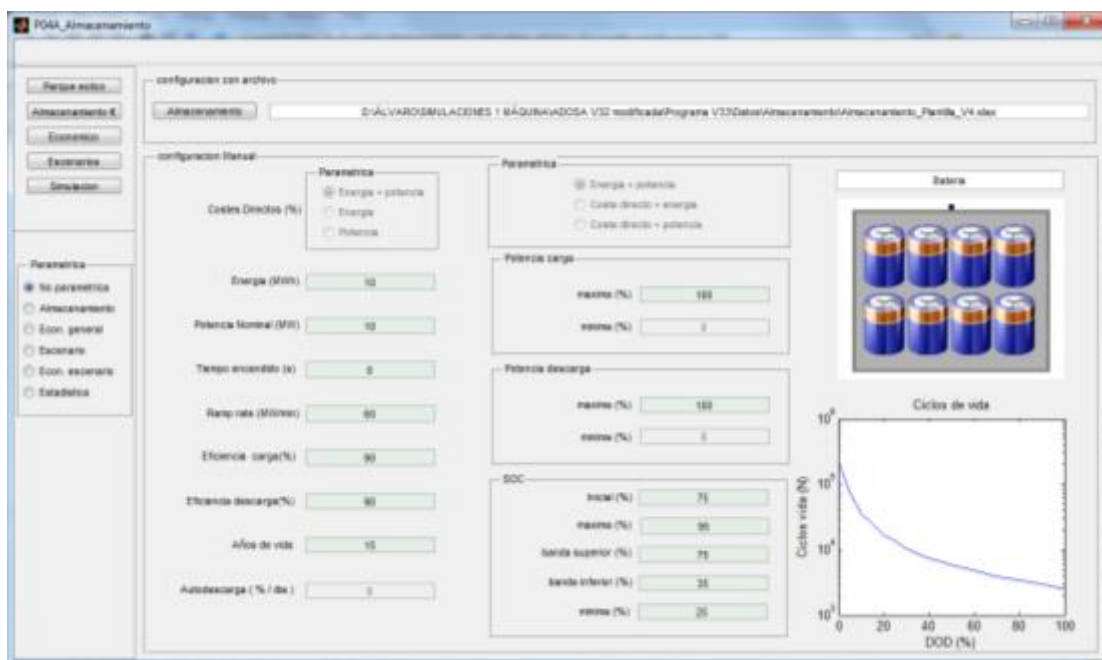 P04A_Almacenamiento
Parque eolico
Almacenamiento €
Economico
Escenarios
Simulacion
Parametrica
No parametrica
Almacenamiento
Econ. general
Escenario
Econ. escenario
Estadistica
configuracion con archivo
Almacenamiento
configuracion Manual
Costes Directos (%)
Parametrica
Energia + potencia
Energia
Potencia
Energia (MWh) 10
Potencia Nominal (MW) 10
Tiempo encendido (s)
Ramp rate (MW/min) 60
Eficiencia carga(%) 90
Eficiencia descarga(%) 90
Años de vida 15
Autodescarga ( % / dia )
Parametrica
Energia + potencia
Coste directo + energia
Coste directo + potencia
Potencia carga
maxima (%) 100
minima (%)
Potencia descarga
maxima (%) 100
minima (%)
SOC
Inicial (%) 75
maximo (%) 95
banda superior (%) 75
banda inferior (%) 35
minima (%) 25
Bateria
Ciclos de vida
Ciclos vida (N)
10⁶
10⁵
10⁴
10³
0 20 40 60 80 100
DOD (%)